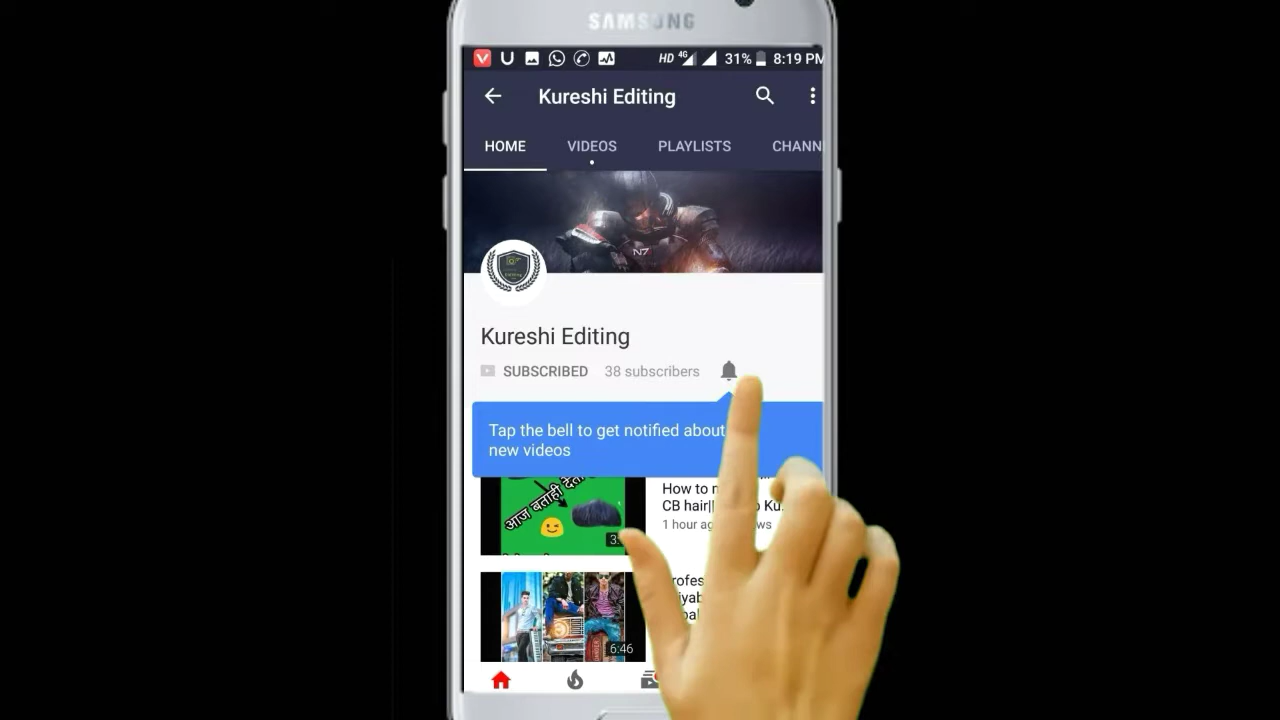 SAMSUNG
HD 4G 31% 8:19 PM
Kureshi Editing
HOME VIDEOS PLAYLISTS CHANN
N7
Kureshi Editing
SUBSCRIBED 38 subscribers
Tap the bell to get notified about
new videos
आज बताही देता
How to
CB hair||
1 hour
6:46